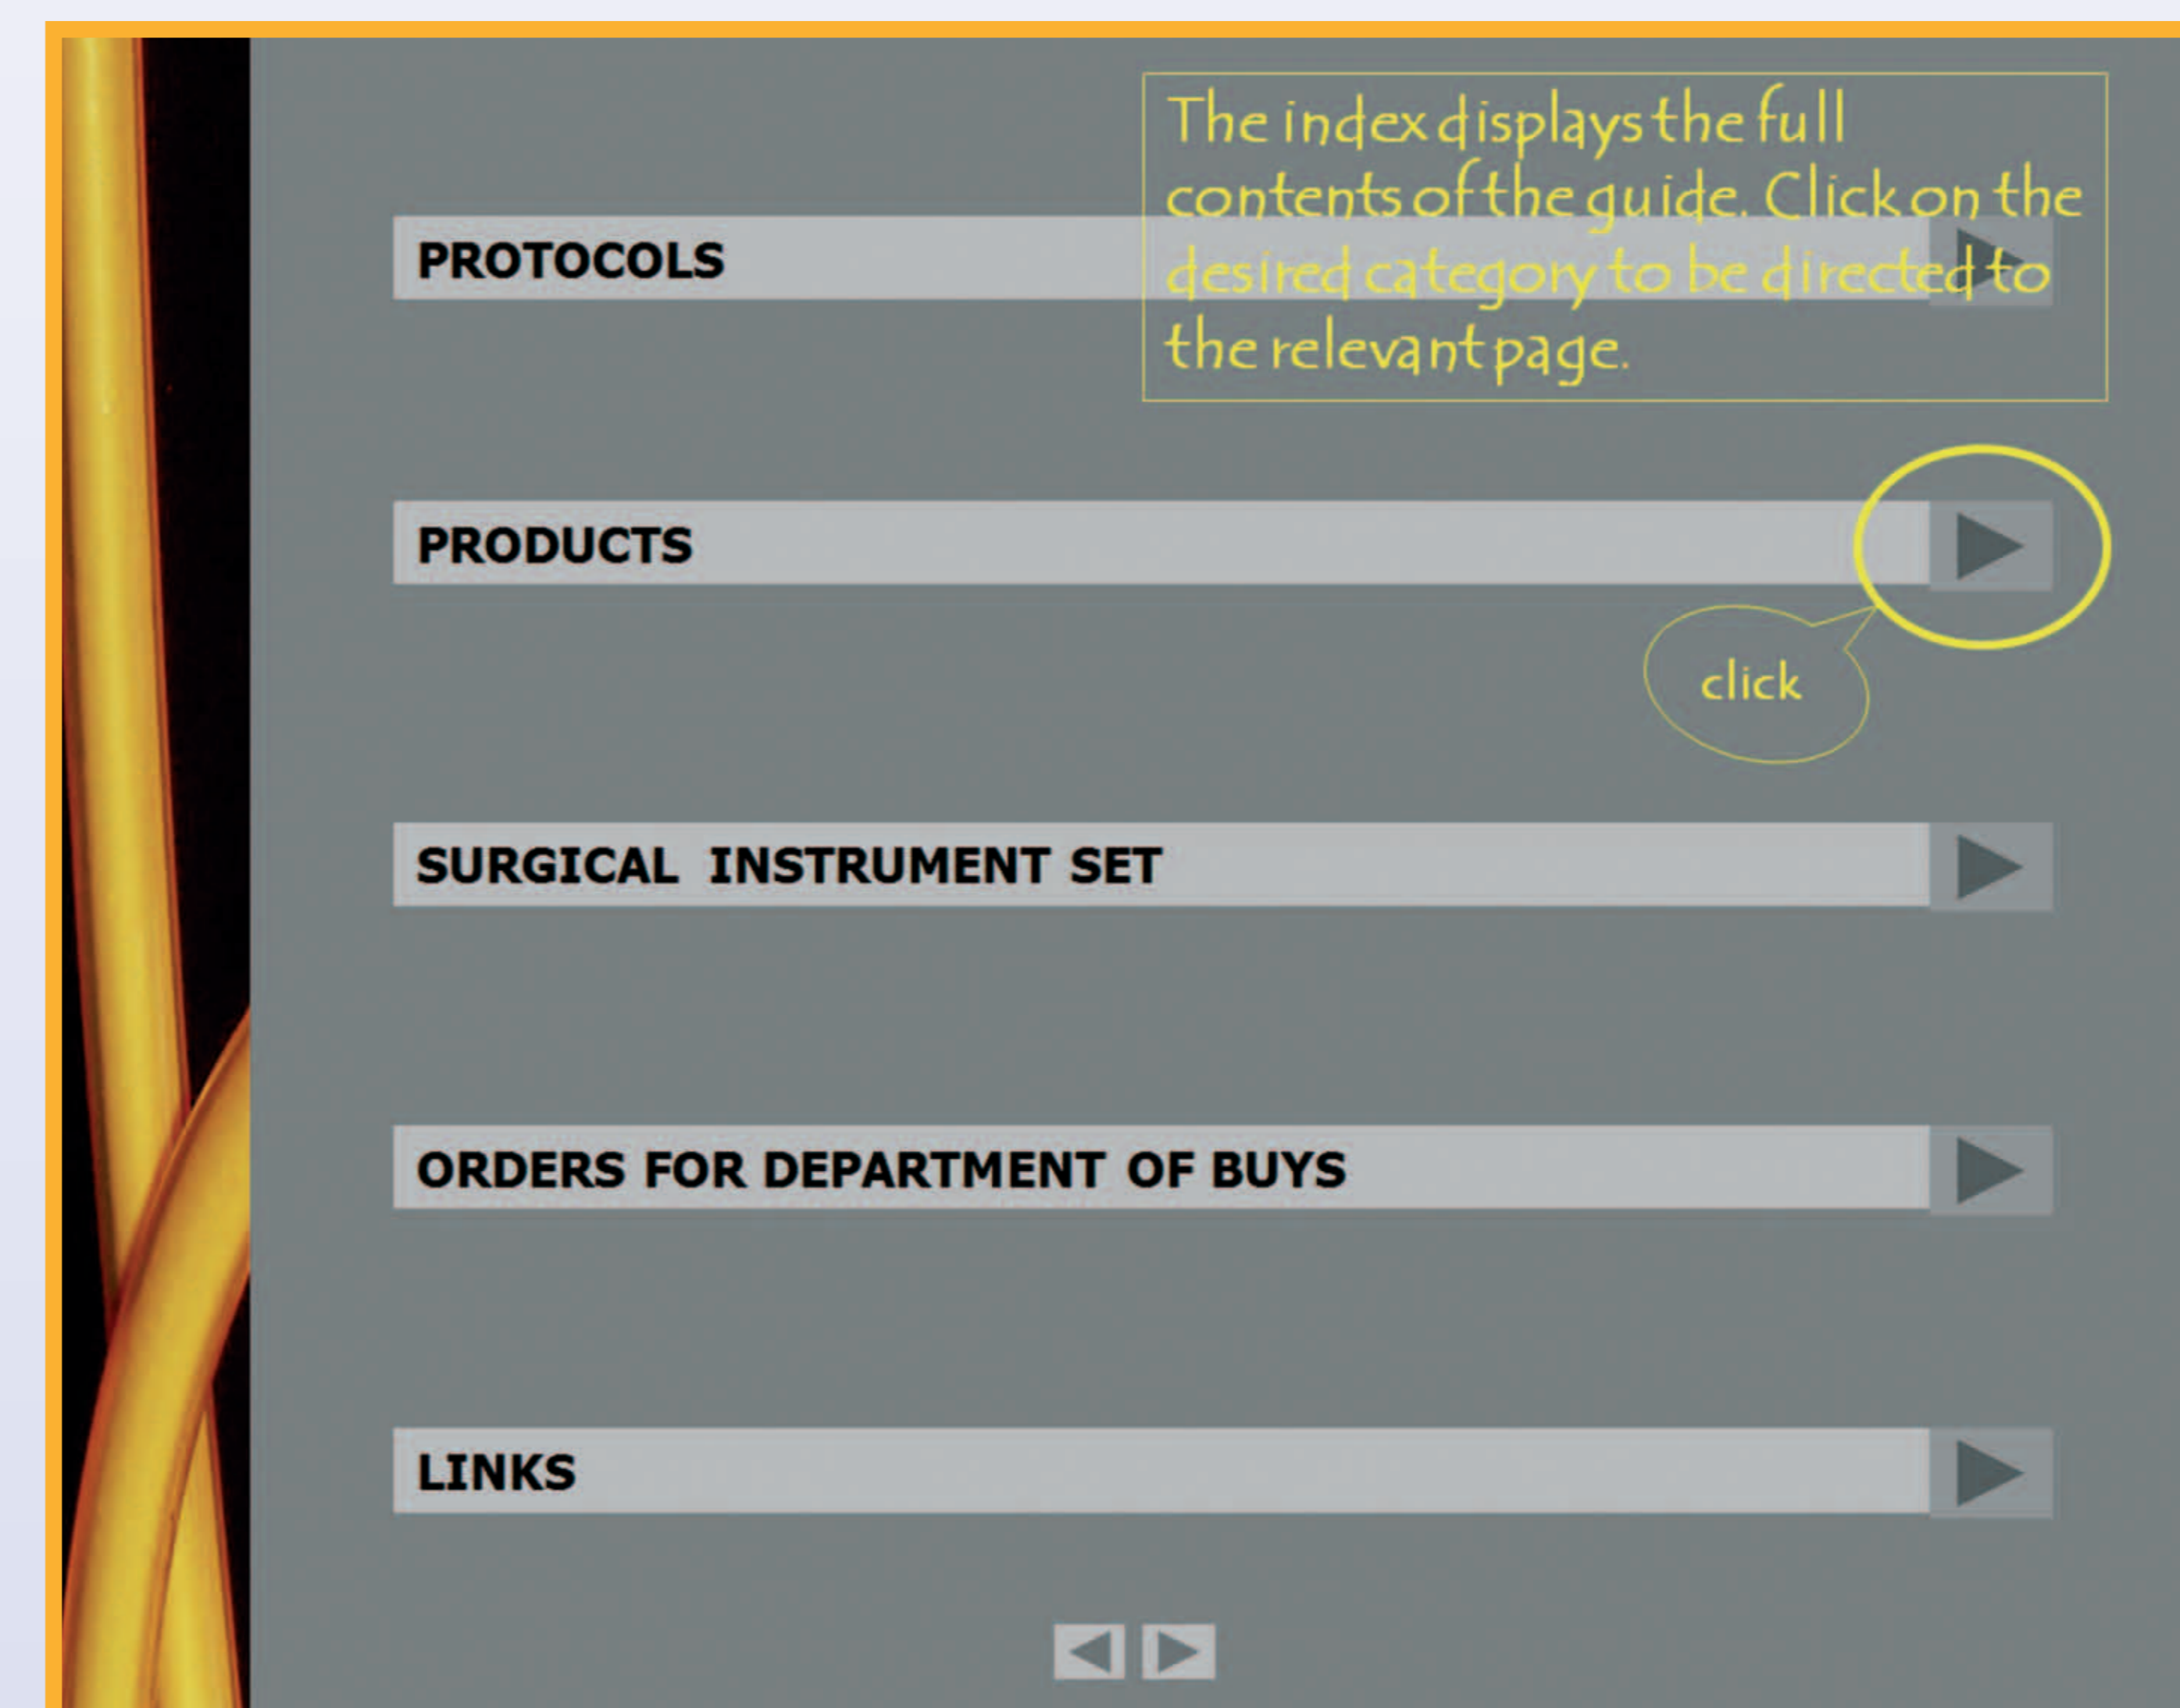 The index displays the full
contents of the guide. Click on the
desired category to be directed to
the relevant page.
PROTOCOLS
PRODUCTS
click
SURGICAL INSTRUMENT SET
ORDERS FOR DEPARTMENT OF BUYS
LINKS